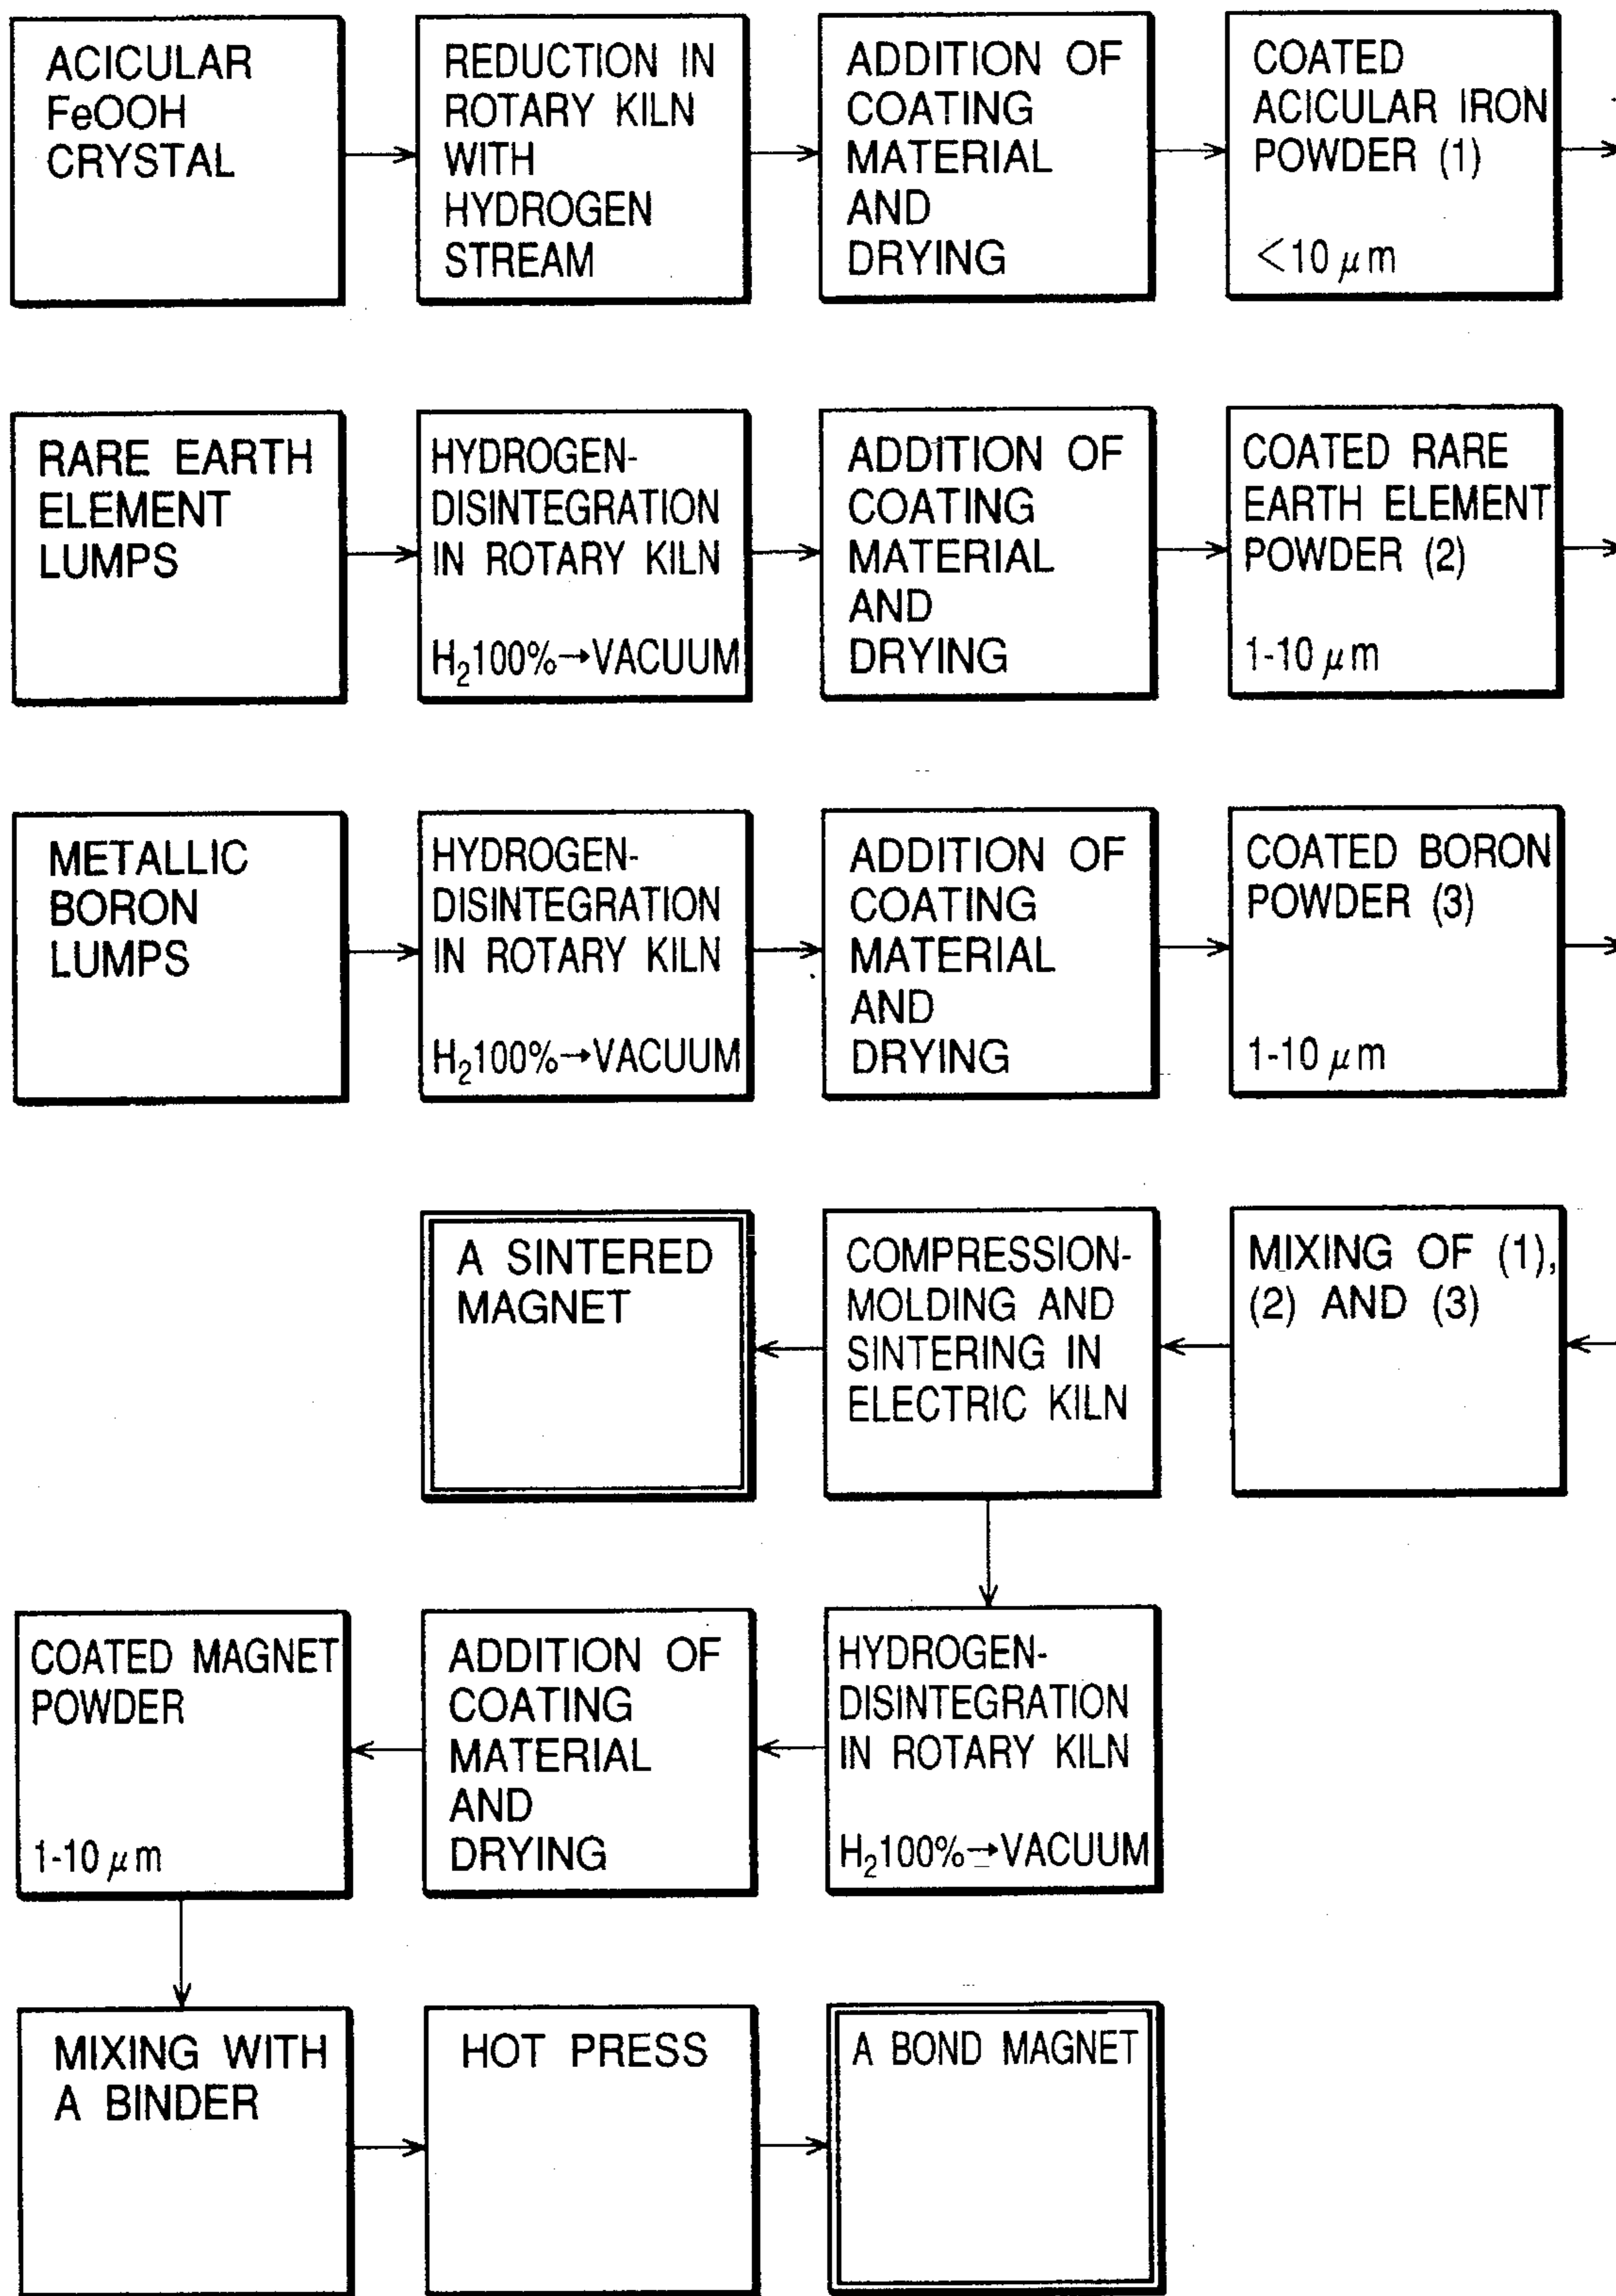 ACICULAR
FeOOH
CRYSTAL
REDUCTION IN
ROTARY KILN
WITH
HYDROGEN
STREAM
ADDITION OF
COATING
MATERIAL
AND
DRYING
COATED
ACICULAR IRON
POWDER (1)
<10 μm
RARE EARTH
ELEMENT
LUMPS
HYDROGEN-
DISINTEGRATION
IN ROTARY KILN
H₂100%→VACUUM
ADDITION OF
COATING
MATERIAL
AND
DRYING
COATED RARE
EARTH ELEMENT
POWDER (2)
1-10 μm
METALLIC
BORON
LUMPS
HYDROGEN-
DISINTEGRATION
IN ROTARY KILN
H₂100%→VACUUM
ADDITION OF
COATING
MATERIAL
AND
DRYING
COATED BORON
POWDER (3)
1-10 μm
A SINTERED
MAGNET
COMPRESSION-
MOLDING AND
SINTERING IN
ELECTRIC KILN
MIXING OF (1),
(2) AND (3)
COATED MAGNET
POWDER
1-10 μm
ADDITION OF
COATING
MATERIAL
AND
DRYING
HYDROGEN-
DISINTEGRATION
IN ROTARY KILN
H₂100%→VACUUM
MIXING WITH
A BINDER
HOT PRESS
A BOND MAGNET